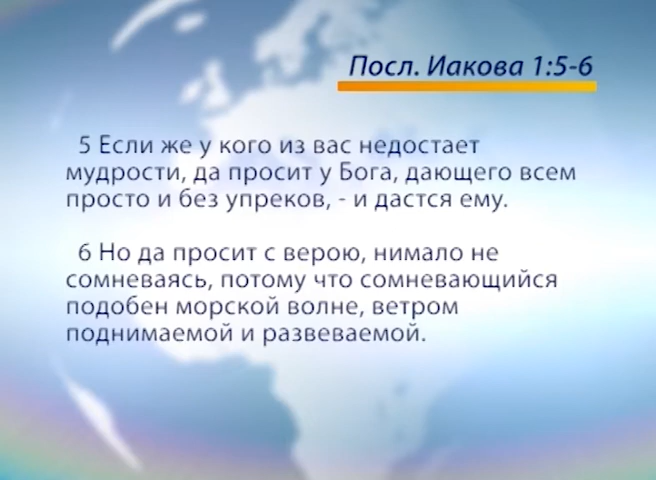 Посл. Иакова 1:5-6
5 Если же у кого из вас недостает
мудрости, да просит у Бога, дающего всем
просто и без упреков, - и дастся ему.
6 Но да просит с верою, нимало не
сомневаясь, потому что сомневающийся
подобен морской волне, ветром
поднимаемой и развеваемой.